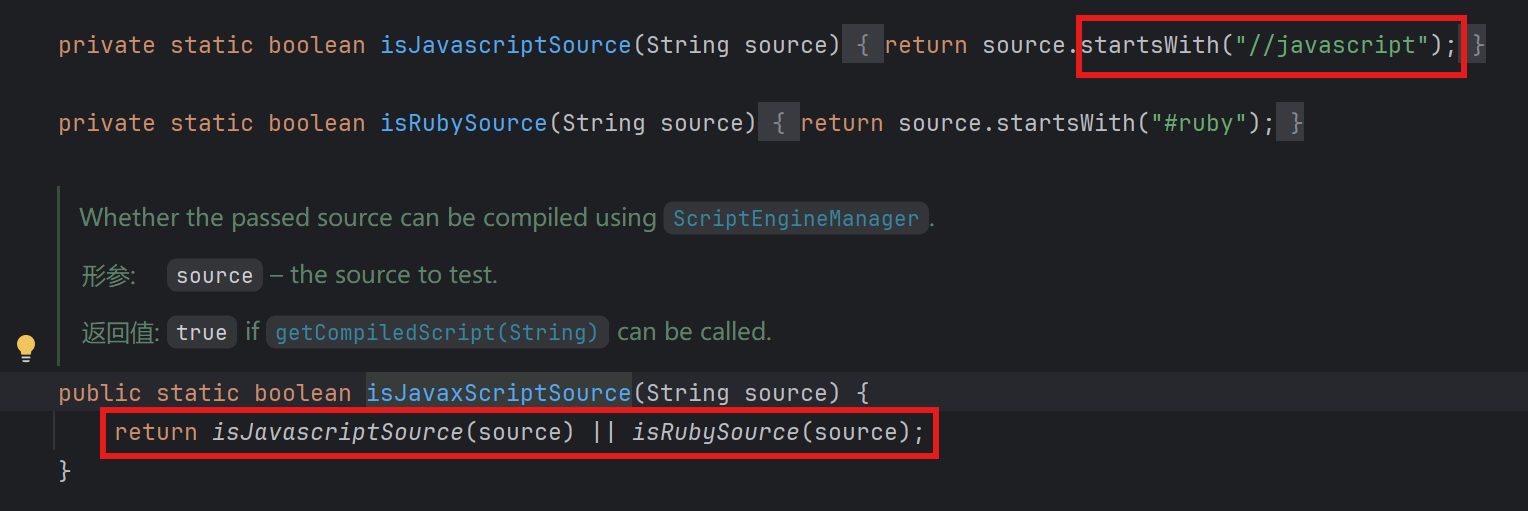 private static boolean isJavascriptSource(String source) { return source.startsWith("//javascript"); }
private static boolean isRubySource(String source) { return source.startsWith("#ruby"); }
Whether the passed source can be compiled using ScriptEngineManager.
形参: source – the source to test.
返回值: true if getCompiledScript(String) can be called.
public static boolean isJavaxScriptSource(String source) {
return isJavascriptSource(source) || isRubySource(source);
}